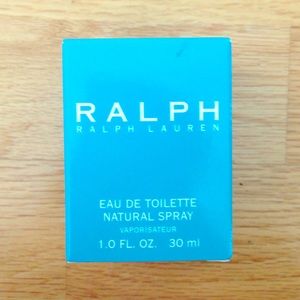 RALPH
RALPH LAUREN
EAU DE TOILETTE
NATURAL SPRAY
VAPORISATEUR
1.0 FL. OZ. 30 ml